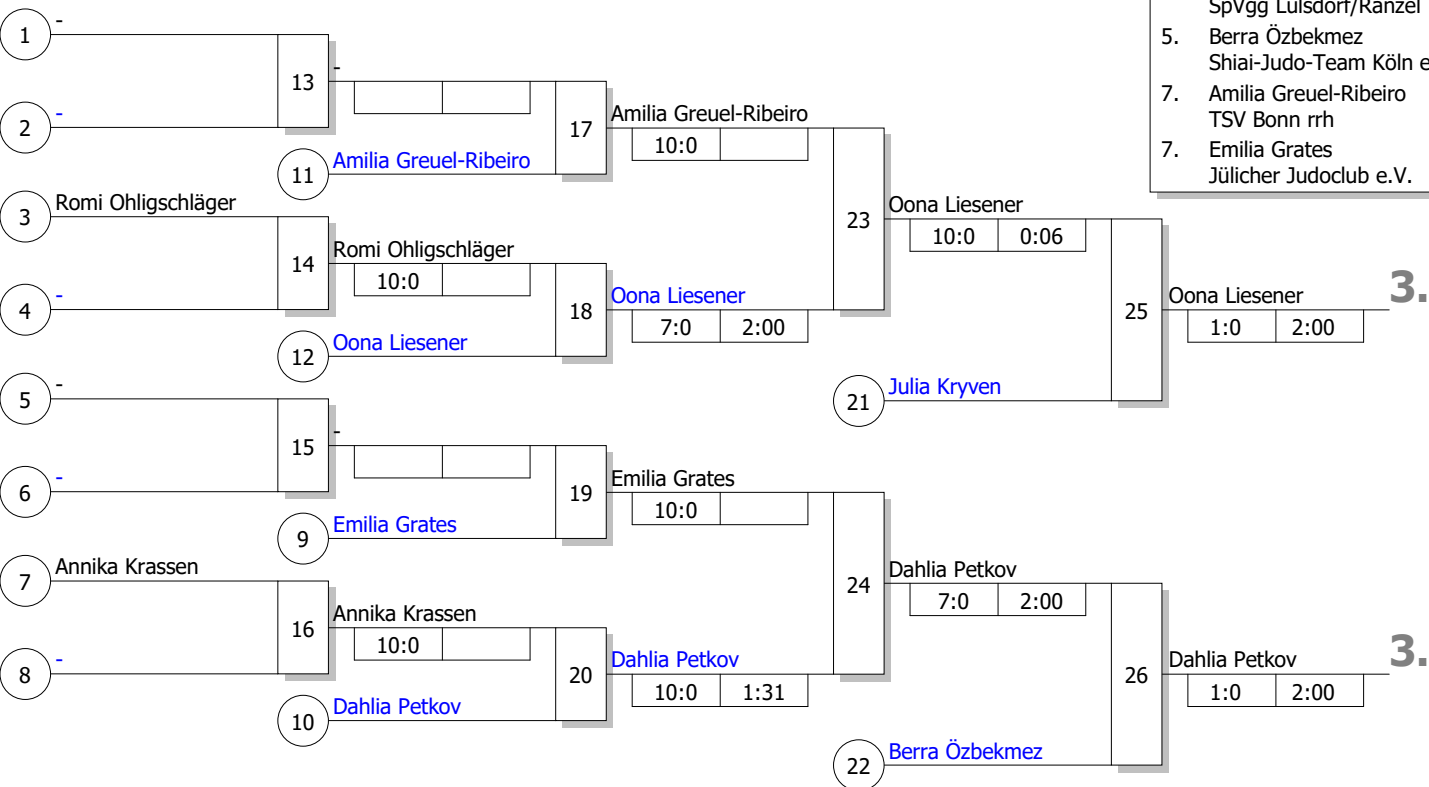 SpVgg Lülsdorf/Ranzel
5. Berra Özbekmez
Shiai-Judo-Team Köln e
7. Amilia Greuel-Ribeiro
TSV Bonn rrh
7. Emilia Grates
Jülicher Judoclub e.V.
1 -
2 -
13 -
11 Amilia Greuel-Ribeiro
17 Amilia Greuel-Ribeiro
10:0
3 Romi Ohligschläger
4 -
14 Romi Ohligschläger
10:0
12 Oona Liesener
18 Oona Liesener
7:0 2:00
23 Oona Liesener
10:0 0:06
21 Julia Kryven
25 Oona Liesener 3.
1:0 2:00
5 -
6 -
15 -
9 Emilia Grates
19 Emilia Grates
10:0
7 Annika Krassen
8 -
16 Annika Krassen
10:0
10 Dahlia Petkov
20 Dahlia Petkov
10:0 1:31
24 Dahlia Petkov
7:0 2:00
22 Berra Özbekmez
26 Dahlia Petkov 3.
1:0 2:00